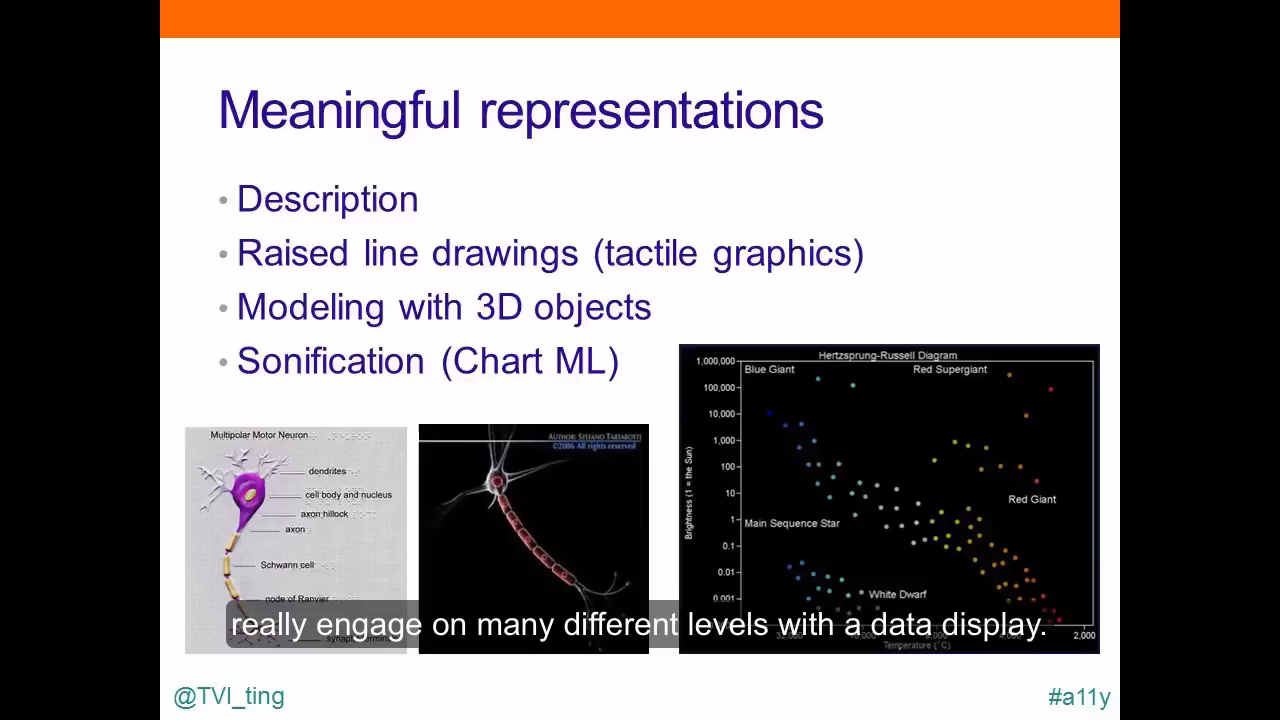 Meaningful representations
• Description
• Raised line drawings (tactile graphics)
• Modeling with 3D objects
• Sonification (Chart ML)
Multipolar Motor Neuron
dendrites
cell body and nucleus
axon hillock
axon
Schwann cell
node of Ranvier
AUTHOR: STEFANO TARTAROTTI
©2006 All rights reserved
Hertzsprung-Russell Diagram
1,000,000
100,000
10,000
1,000
100
10
1
0.1
0.01
0.001
Brightness (1 = the Sun)
Blue Giant
Red Supergiant
Red Giant
Main Sequence Star
White Dwarf
2,000
Temperature (°C)
really engage on many different levels with a data display.
@TVI_ting
#a11y